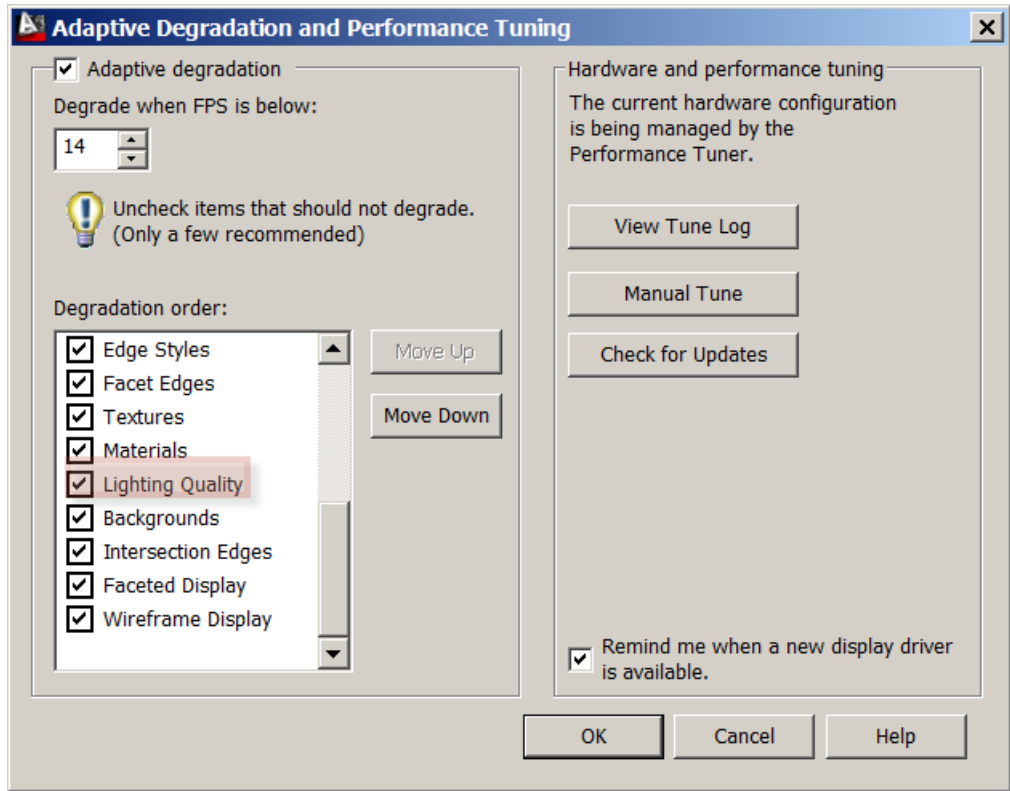 Adaptive Degradation and Performance Tuning
Adaptive degradation
Degrade when FPS is below:
14
Uncheck items that should not degrade.
(Only a few recommended)
Degradation order:
Edge Styles
Facet Edges
Textures
Materials
Lighting Quality
Backgrounds
Intersection Edges
Faceted Display
Wireframe Display
Move Up
Move Down
Hardware and performance tuning
The current hardware configuration
is being managed by the
Performance Tuner.
View Tune Log
Manual Tune
Check for Updates
Remind me when a new display driver
is available.
OK
Cancel
Help